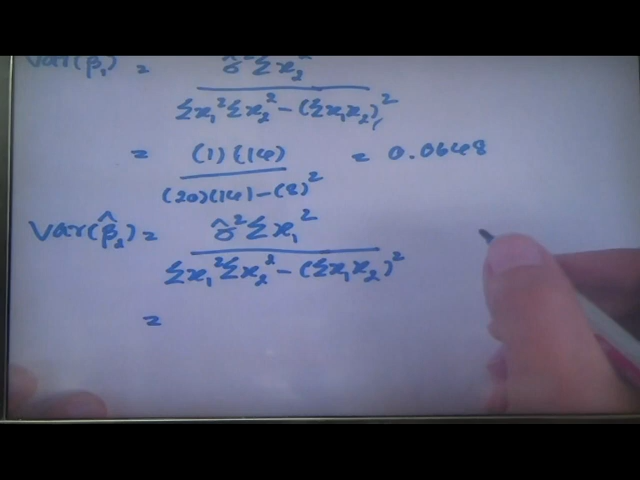 Var(β̂₁) = σ̂²Σx₂²
Σx₁²Σx₂² - (Σx₁x₂)²
= (1)(14) = 0.0648
(20)(14) - (8)²
Var(β̂₂) = σ̂²Σx₁²
Σx₁²Σx₂² - (Σx₁x₂)²
=